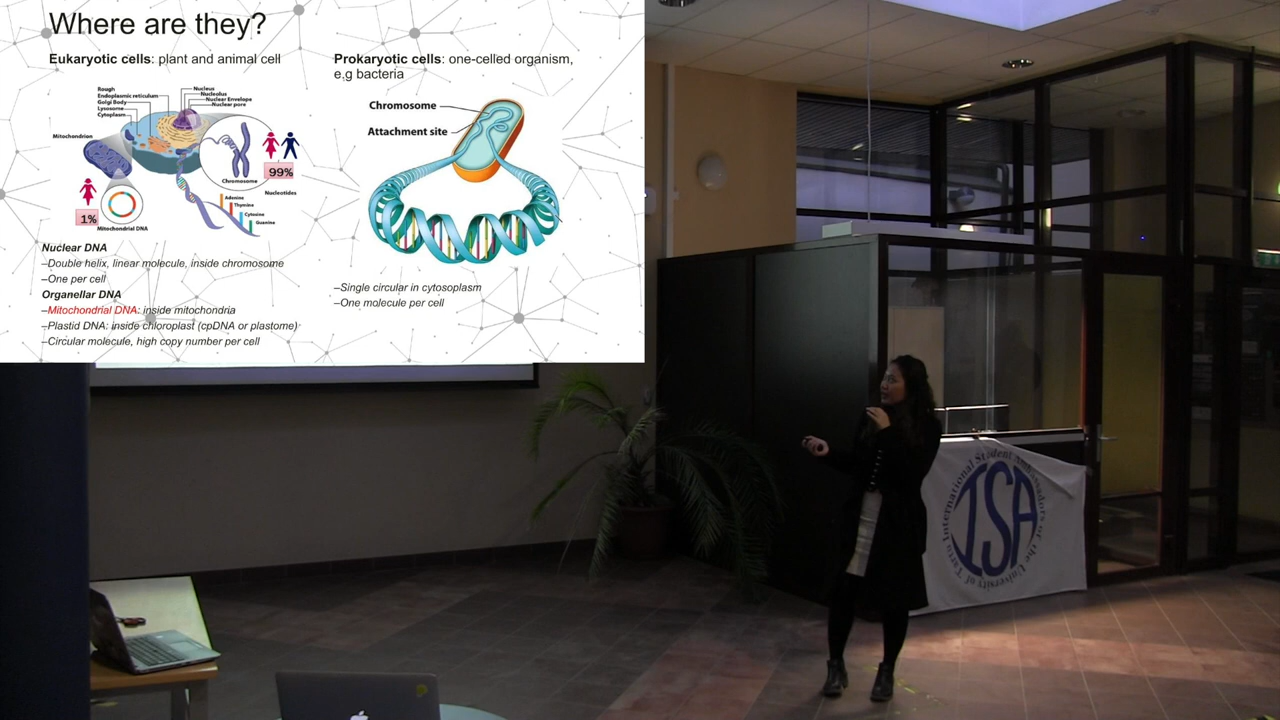 Where are they?
Eukaryotic cells: plant and animal cell
Prokaryotic cells: one-celled organism,
e,g bacteria
Rough
Endoplasmic reticulum
Golgi Body
Lysosome
Cytoplasm
Nucleus
Nucleolus
Nuclear Envelope
Nuclear pore
Mitochondrion
Chromosome
99%
Nucleotides
Adenine
Thymine
Cytosine
Guanine
1%
Mitochondrial DNA
Chromosome
Attachment site
Nuclear DNA
–Double helix, linear molecule, inside chromosome
–One per cell
Organellar DNA
–Mitochondrial DNA: inside mitochondria
–Plastid DNA: inside chloroplast (cpDNA or plastome)
–Circular molecule, high copy number per cell
–Single circular in cytoplasm
–One molecule per cell
International Student Ambassadors of the University of Tartu
ISA